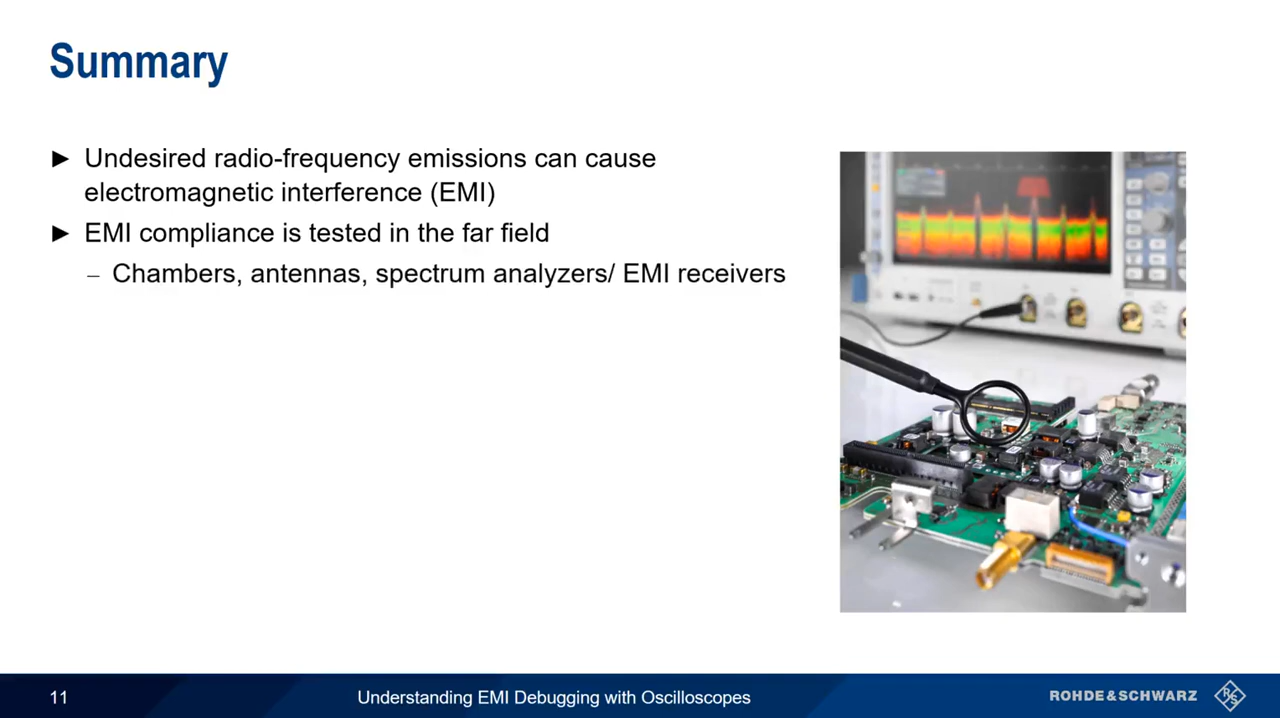 Summary
► Undesired radio-frequency emissions can cause
electromagnetic interference (EMI)
► EMI compliance is tested in the far field
– Chambers, antennas, spectrum analyzers/ EMI receivers
11
Understanding EMI Debugging with Oscilloscopes
ROHDE & SCHWARZ